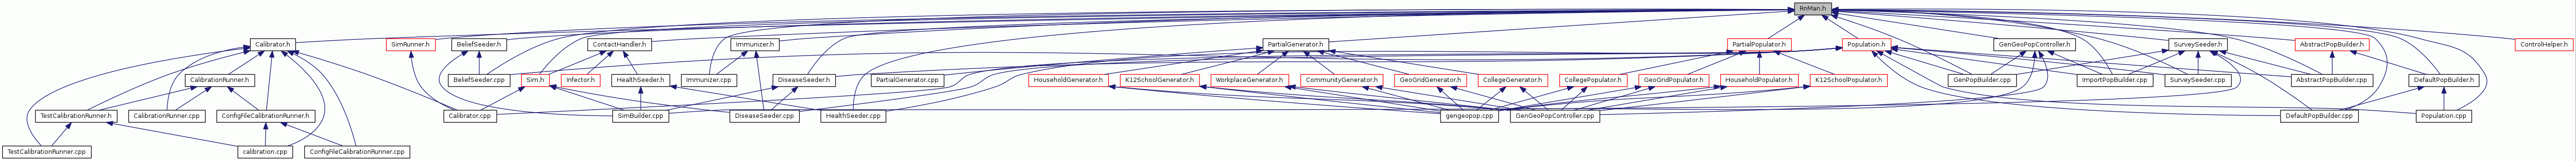 RnMan.h
Calibrator.h
SimRunner.h
BeliefSeeder.h
ContactHandler.h
Immunizer.h
PartialGenerator.h
PartialPopulator.h
Population.h
GenGeoPopController.h
SurveySeeder.h
AbstractPopBuilder.h
ControlHelper.h
CalibrationRunner.h
BeliefSeeder.cpp
Sim.h
Infector.h
HealthSeeder.h
Immunizer.cpp
DiseaseSeeder.h
PartialGenerator.cpp
HouseholdGenerator.h
K12SchoolGenerator.h
WorkplaceGenerator.h
CommunityGenerator.h
GeoGridGenerator.h
CollegeGenerator.h
CollegePopulator.h
GeoGridPopulator.h
HouseholdPopulator.h
K12SchoolPopulator.h
GenPopBuilder.cpp
ImportPopBuilder.cpp
SurveySeeder.cpp
AbstractPopBuilder.cpp
DefaultPopBuilder.h
TestCalibrationRunner.h
CalibrationRunner.cpp
ConfigFileCalibrationRunner.h
Calibrator.cpp
SimBuilder.cpp
DiseaseSeeder.cpp
HealthSeeder.cpp
gengeopop.cpp
GenGeoPopController.cpp
DefaultPopBuilder.cpp
Population.cpp
TestCalibrationRunner.cpp
calibration.cpp
ConfigFileCalibrationRunner.cpp